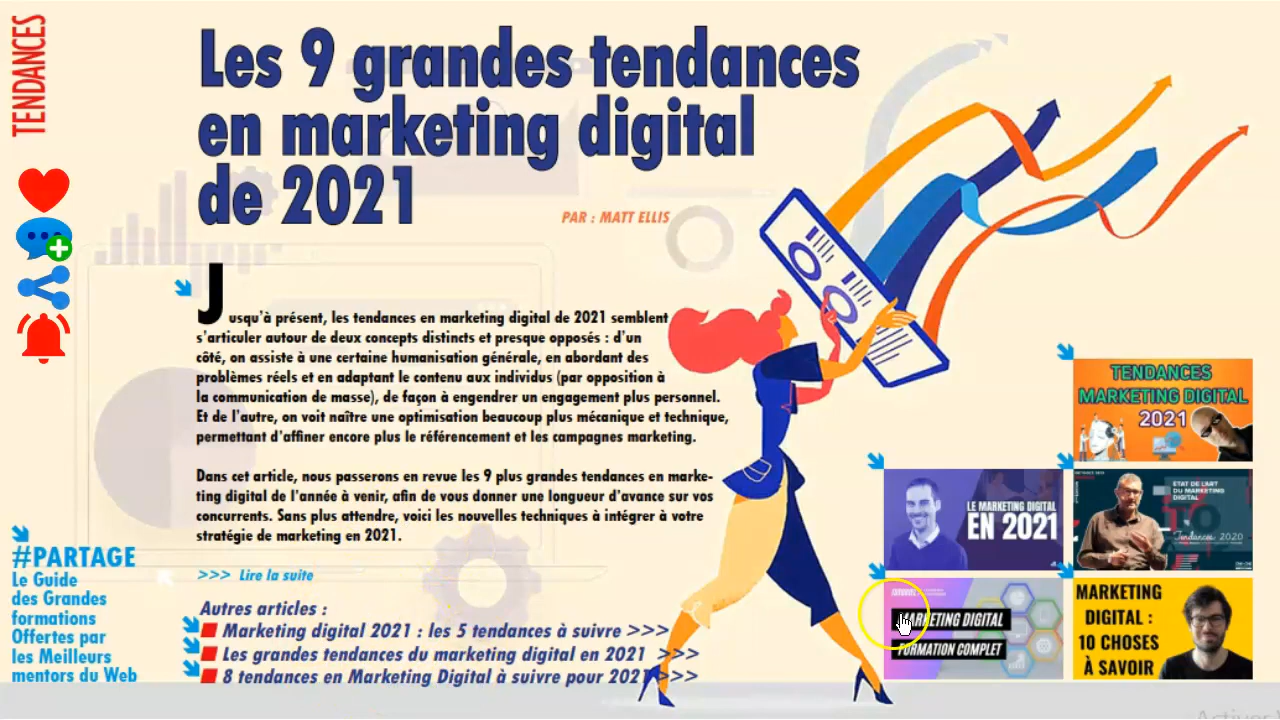 TENDANCES
Les 9 grandes tendances
en marketing digital
de 2021
PAR : MATT ELLIS
Jusqu'à présent, les tendances en marketing digital de 2021 semblent
s'articuler autour de deux concepts distincts et presque opposés : d'un
côté, on assiste à une certaine humanisation générale, en abordant des
problèmes réels et en adaptant le contenu aux individus (par opposition à
la communication de masse), de façon à engendrer un engagement plus personnel.
Et de l'autre, on voit naître une optimisation beaucoup plus mécanique et technique,
permettant d'affiner encore plus le référencement et les campagnes marketing.
Dans cet article, nous passerons en revue les 9 plus grandes tendances en marke-
ting digital de l'année à venir, afin de vous donner une longueur d'avance sur vos
concurrents. Sans plus attendre, voici les nouvelles techniques à intégrer à votre
stratégie de marketing en 2021.
>>> Lire la suite
Autres articles :
Marketing digital 2021 : les 5 tendances à suivre >>>
Les grandes tendances du marketing digital en 2021 >>>
8 tendances en Marketing Digital à suivre pour 2021 >>>
#PARTAGE
Le Guide
des Grandes
formations
Offertes par
les Meilleurs
mentors du Web
TENDANCES
MARKETING DIGITAL
2021
LE MARKETING DIGITAL
EN 2021
ETAT DE L'ART
DU MARKETING
DIGITAL
TO
Tendances 2020
MARKETING DIGITAL
FORMATION COMPLET
MARKETING
DIGITAL :
10 CHOSES
À SAVOIR